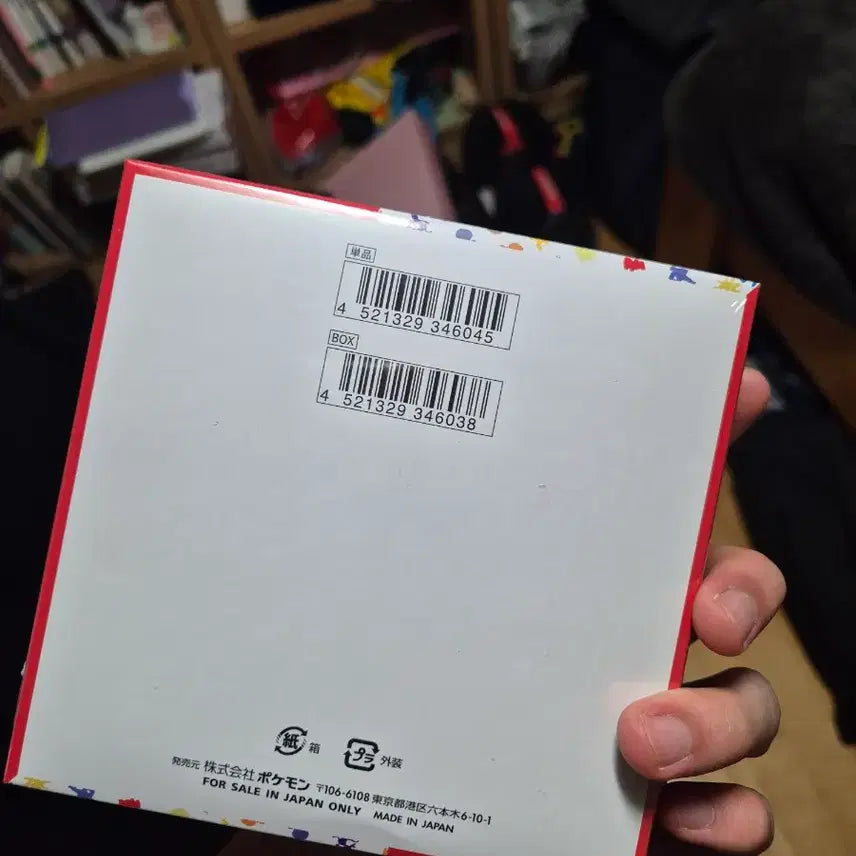 単品
4 521329 346045
BOX
4 521329 346038
紙 箱 プラ 外装
発売元 株式会社ポケモン 〒106-6108 東京都港区六本木6-10-1
FOR SALE IN JAPAN ONLY MADE IN JAPAN